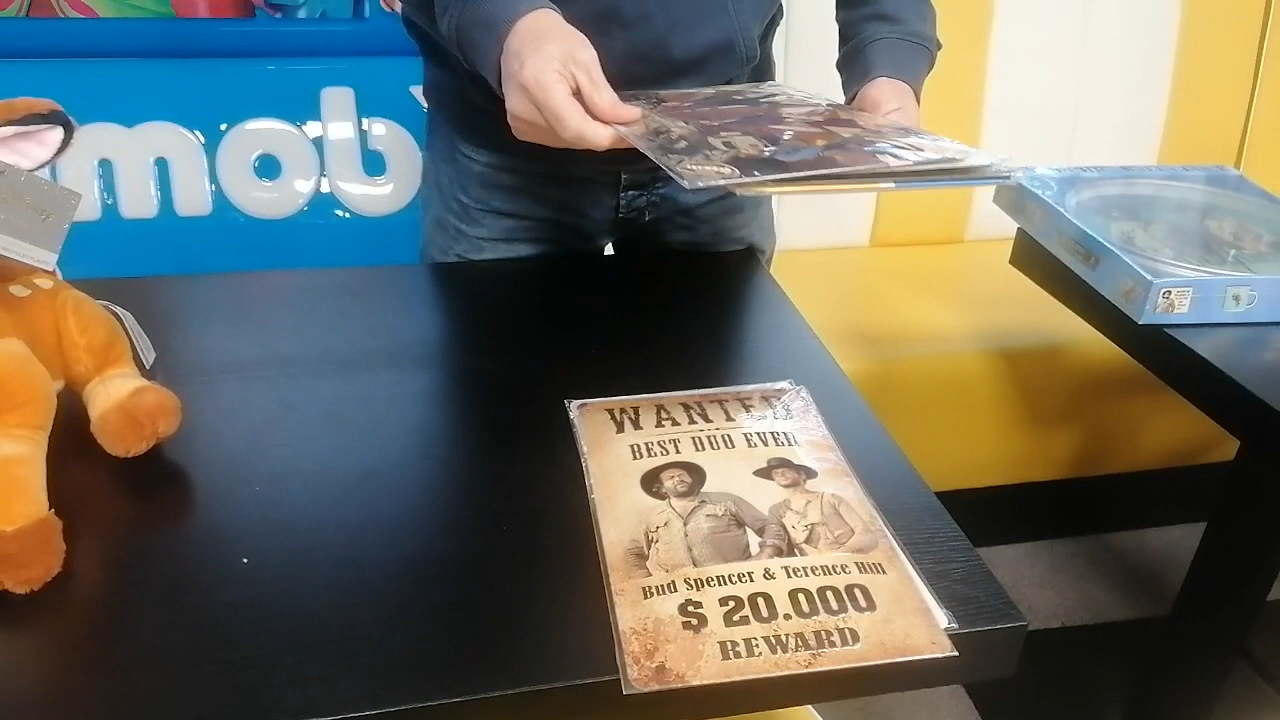 mob
WANTED
BEST DUO EVER
Bud Spencer & Terence Hill
$ 20.000
REWARD